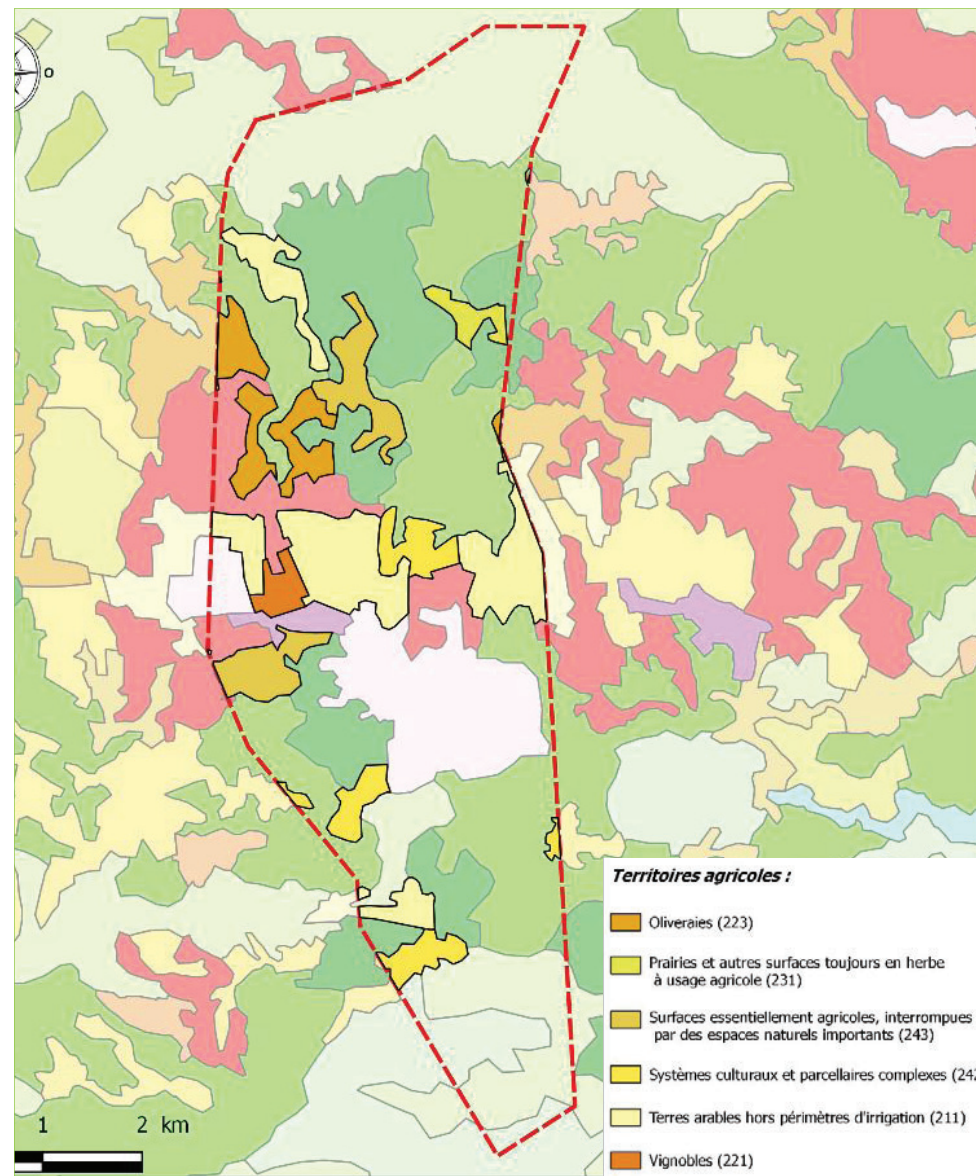 O
Territoires agricoles :
Oliveraies (223)
Prairies et autres surfaces toujours en herbe
à usage agricole (231)
Surfaces essentiellement agricoles, interrompues
par des espaces naturels importants (243)
Systèmes culturaux et parcellaires complexes (242
Terres arables hors périmètres d'irrigation (211)
Vignobles (221)
1 2 km